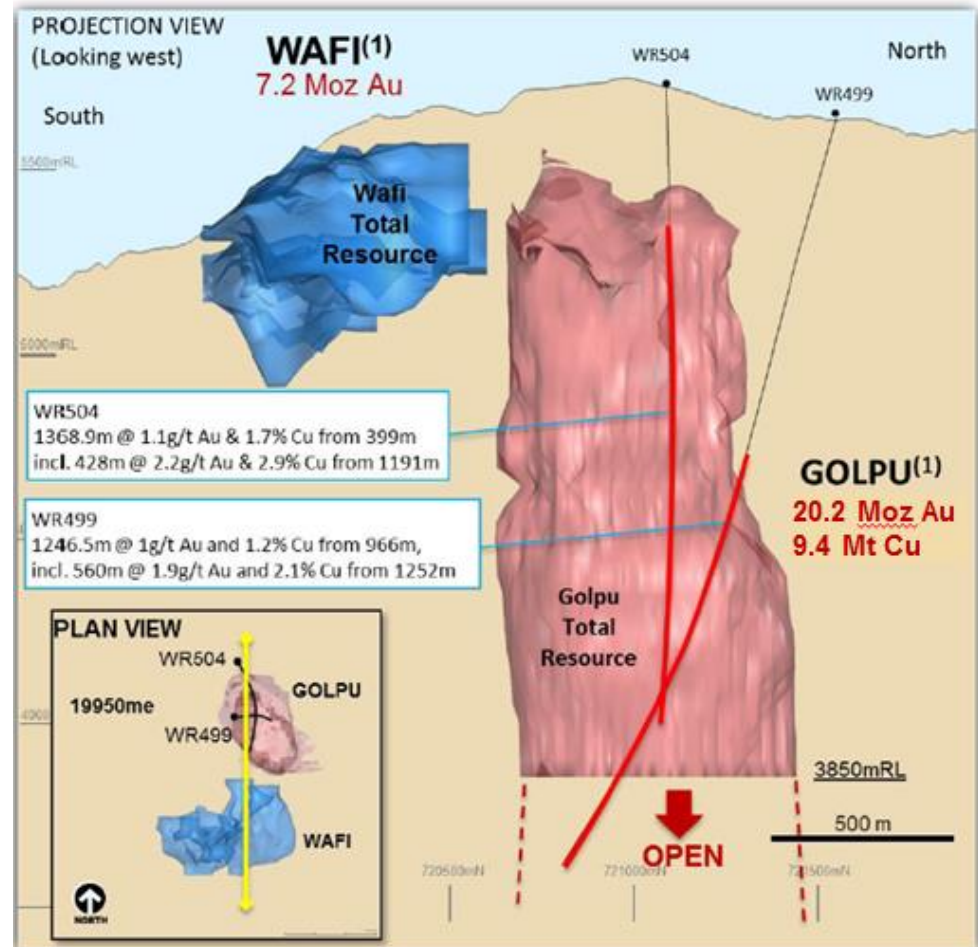 PROJECTION VIEW
(Looking west)
WAFI(1)
7.2 Moz Au
WR504
North
WR499
South
5500mRL
Wafi
Total
Resource
5000mRL
WR504
1368.9m @ 1.1g/t Au & 1.7% Cu from 399m
incl. 428m @ 2.2g/t Au & 2.9% Cu from 1191m
GOLPU(1)
20.2 Moz Au
9.4 Mt Cu
WR499
1246.5m @ 1g/t Au and 1.2% Cu from 966m,
incl. 560m @ 1.9g/t Au and 2.1% Cu from 1252m
Golpu
Total
Resource
PLAN VIEW
WR504
GOLPU
19950me
WR499
WAFI
NORTH
3850mRL
500 m
OPEN
720500mN
721000mN